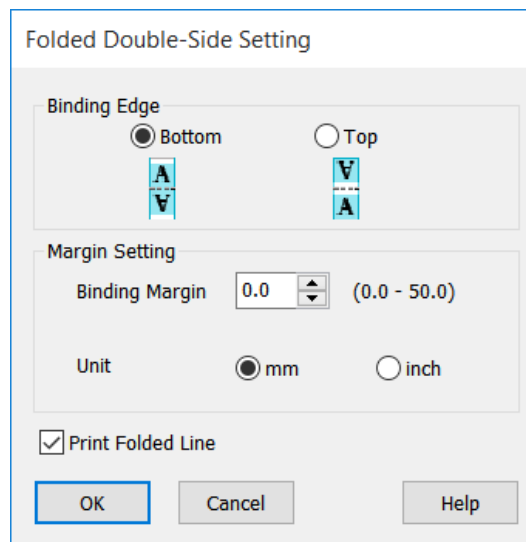 Folded Double-Side Setting
Binding Edge
Bottom Top
A A
A A
Margin Setting
Binding Margin 0.0 (0.0 - 50.0)
Unit mm inch
Print Folded Line
OK Cancel Help